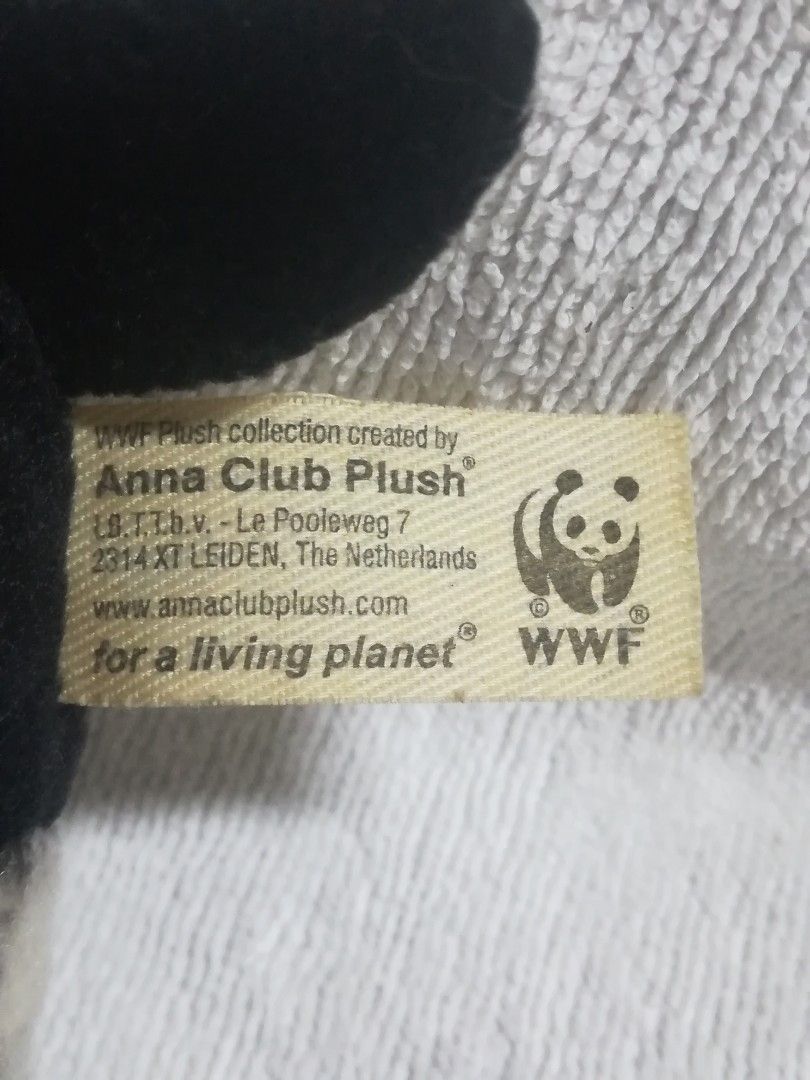 WWF Plush collection created by
Anna Club Plush®
I.G.T.T.b.v. - Le Pooleweg 7
2314 XT LEIDEN, The Netherlands
www.annaclubplush.com
for a living planet®
© ®
WWF